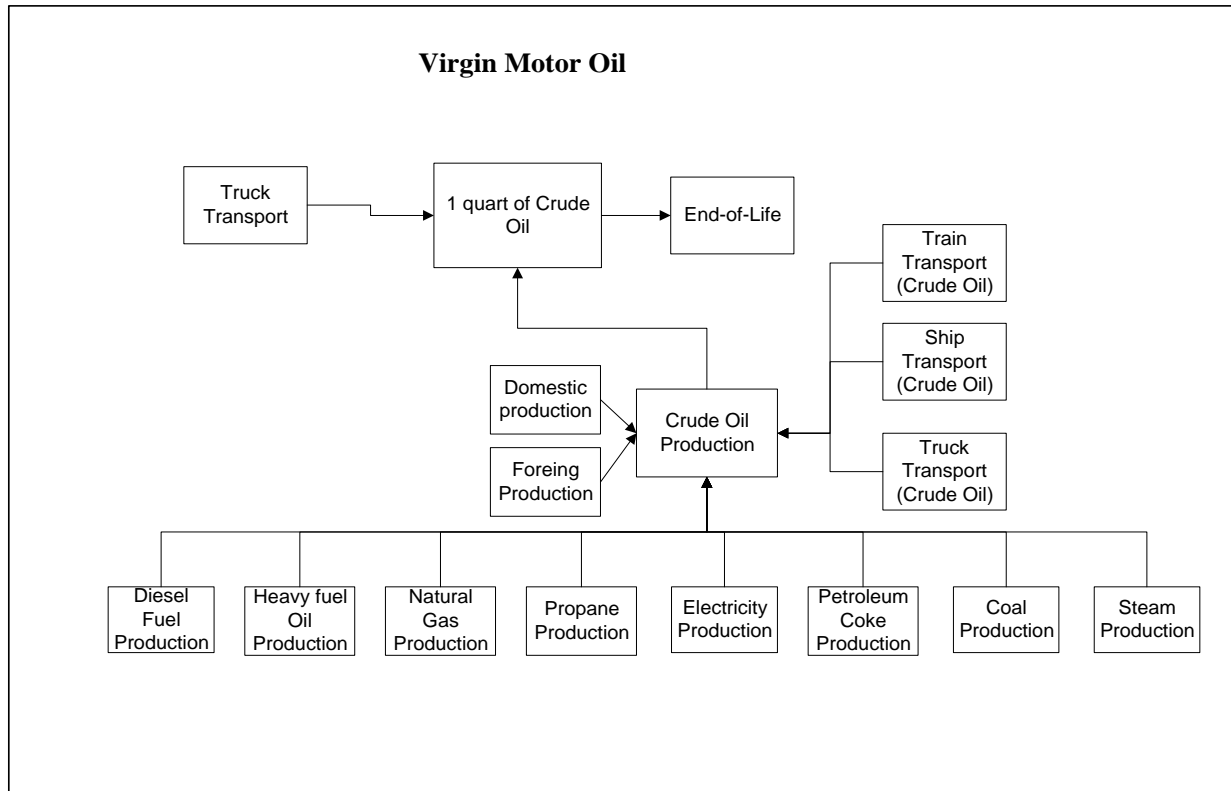 Virgin Motor Oil
Truck
Transport
1 quart of Crude
Oil
End-of-Life
Train
Transport
(Crude Oil)
Ship
Transport
(Crude Oil)
Domestic
production
Crude Oil
Production
Foreing
Production
Truck
Transport
(Crude Oil)
Diesel
Fuel
Production
Heavy fuel
Oil
Production
Natural
Gas
Production
Propane
Production
Electricity
Production
Petroleum
Coke
Production
Coal
Production
Steam
Production